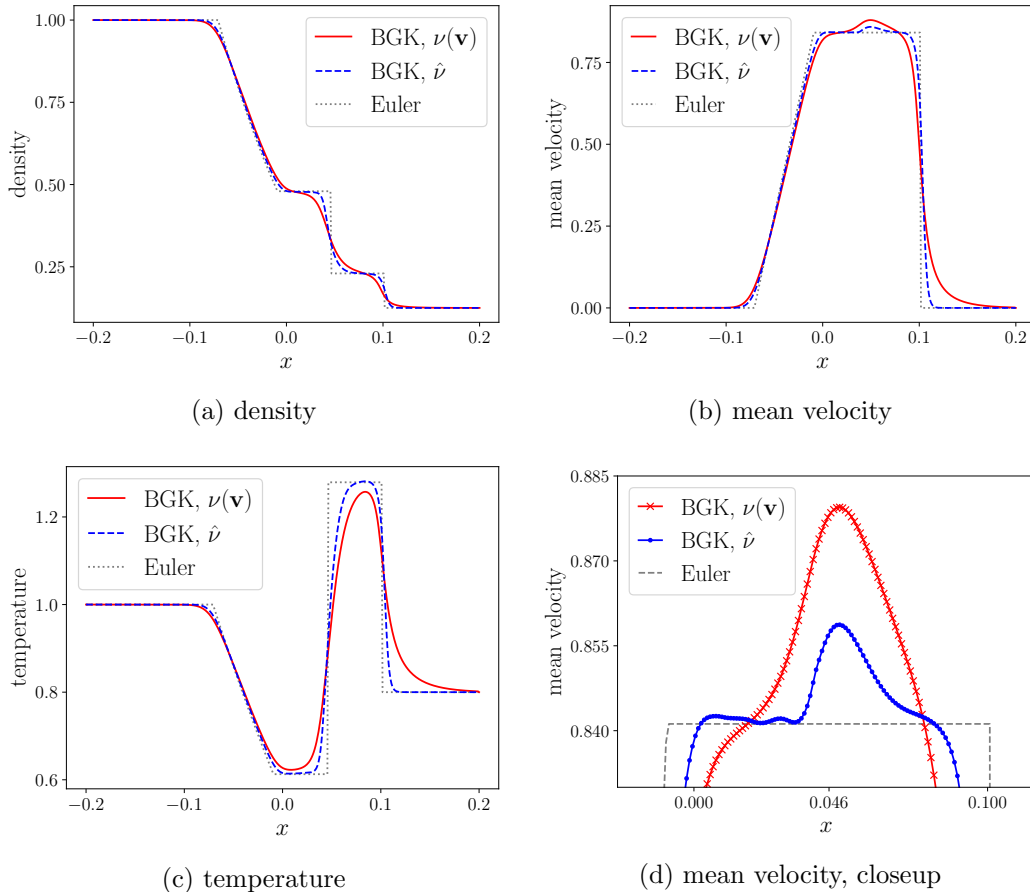 1.00
0.75
0.50
0.25
density
−0.2
−0.1
0.0
0.1
0.2
x
BGK, ν(𝐯)
BGK, ν̂
Euler
(a) density
0.75
0.50
0.25
0.00
mean velocity
−0.2
−0.1
0.0
0.1
0.2
x
BGK, ν(𝐯)
BGK, ν̂
Euler
(b) mean velocity
1.2
1.0
0.8
0.6
temperature
−0.2
−0.1
0.0
0.1
0.2
x
BGK, ν(𝐯)
BGK, ν̂
Euler
(c) temperature
0.885
0.870
0.855
0.840
mean velocity
0.000
0.046
0.100
x
BGK, ν(𝐯)
BGK, ν̂
Euler
(d) mean velocity, closeup